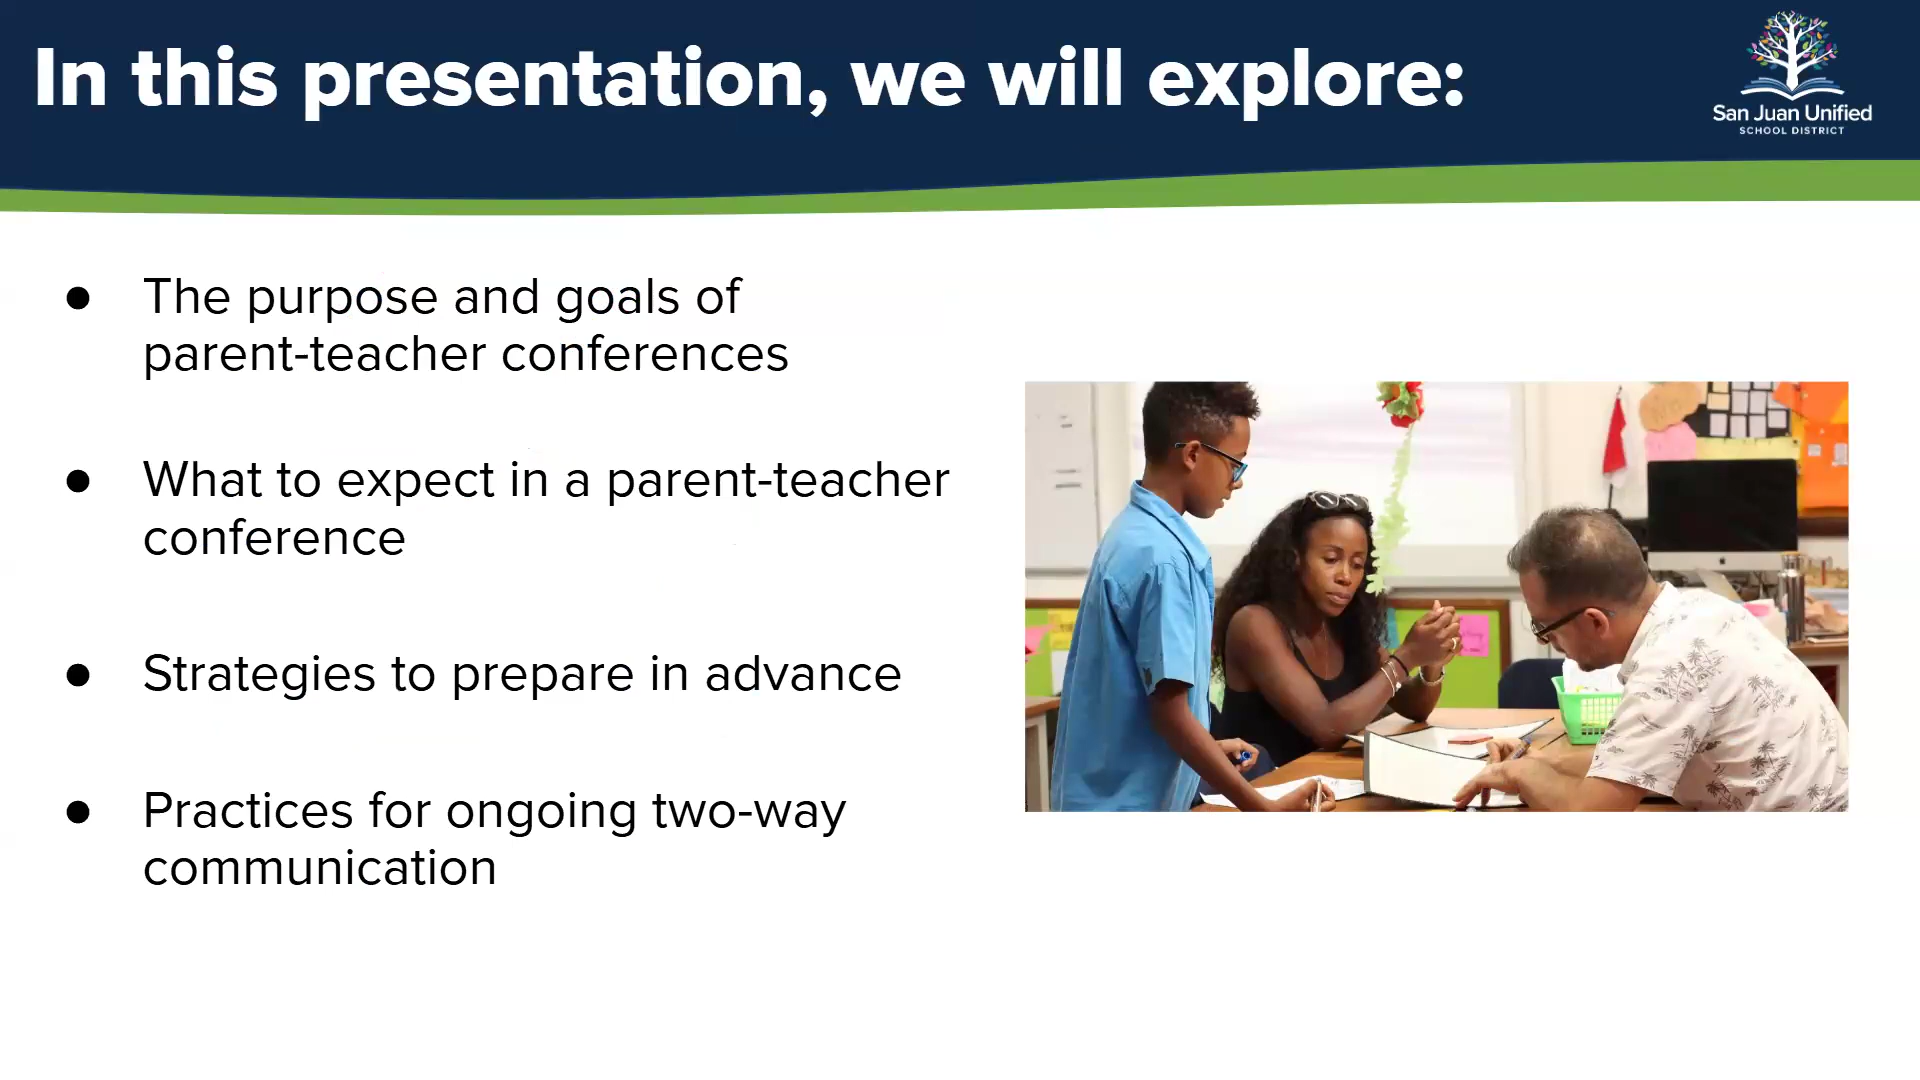 In this presentation, we will explore:
San Juan Unified
SCHOOL DISTRICT
● The purpose and goals of
parent-teacher conferences
● What to expect in a parent-teacher
conference
● Strategies to prepare in advance
● Practices for ongoing two-way
communication